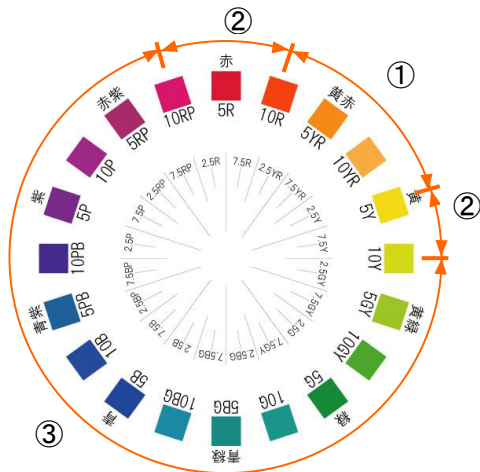 ②
①
②
③
赤
5R
10R
黄赤
5YR
10YR
黄
5Y
10Y
黄緑
5GY
10GY
緑
5G
10G
青緑
5BG
10BG
青
5B
10B
青紫
5PB
10PB
紫
5P
10P
赤紫
5RP
10RP
2.5R
7.5R
2.5YR
7.5YR
2.5Y
7.5Y
2.5GY
7.5GY
2.5G
7.5GY
2.5BG
7.5BG
2.5B
7.5B
2.5BP
7.5BP
2.5P
7.5P
2.5RP
7.5RP